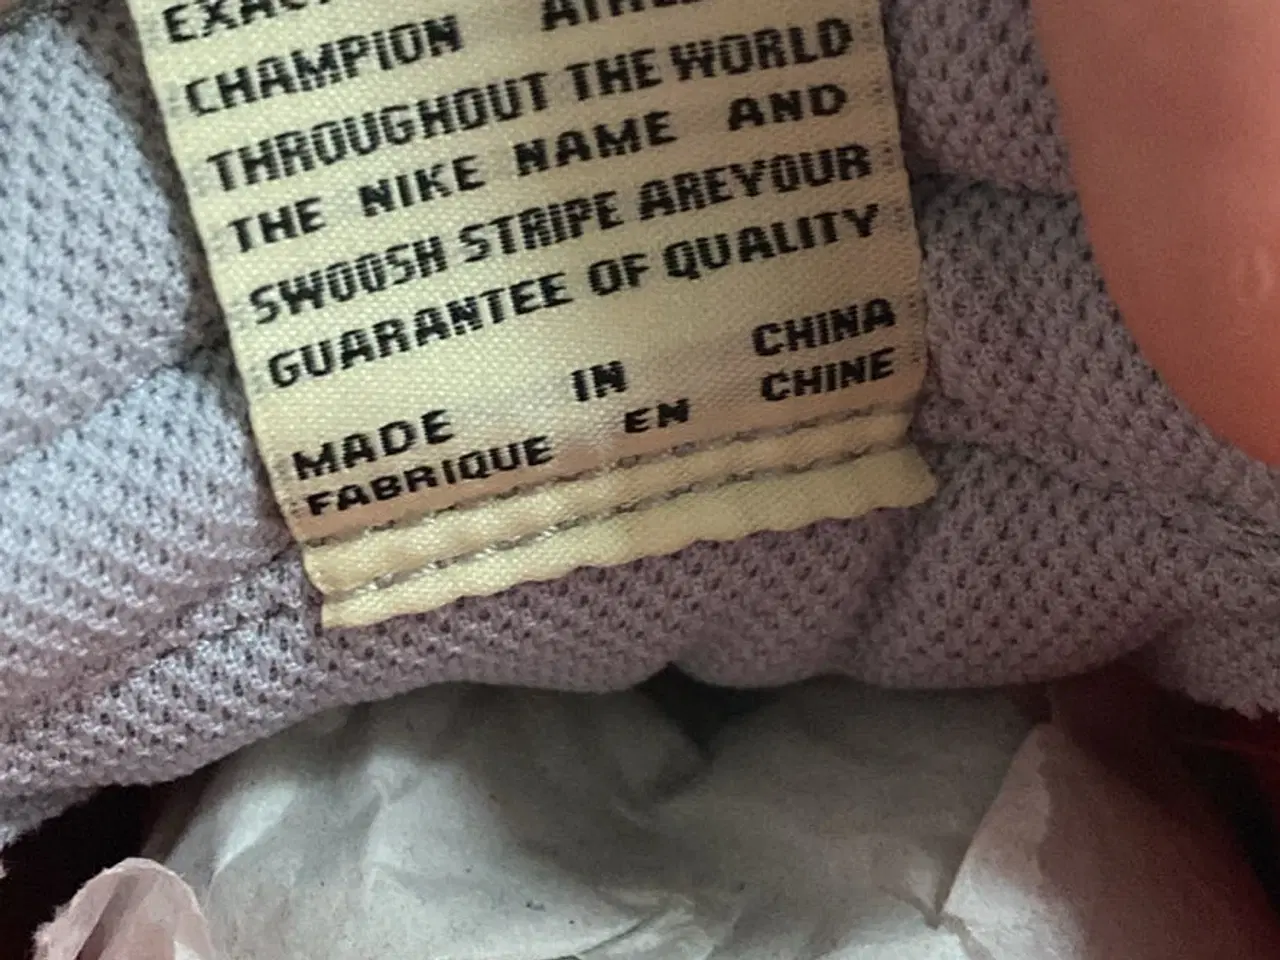 CHAMPION
THROUGHOUT THE WORLD
THE NIKE NAME AND
SWOOSH STRIPE AREYOUR
GUARANTEE OF QUALITY
MADE IN CHINA
FABRIQUE EN CHINE